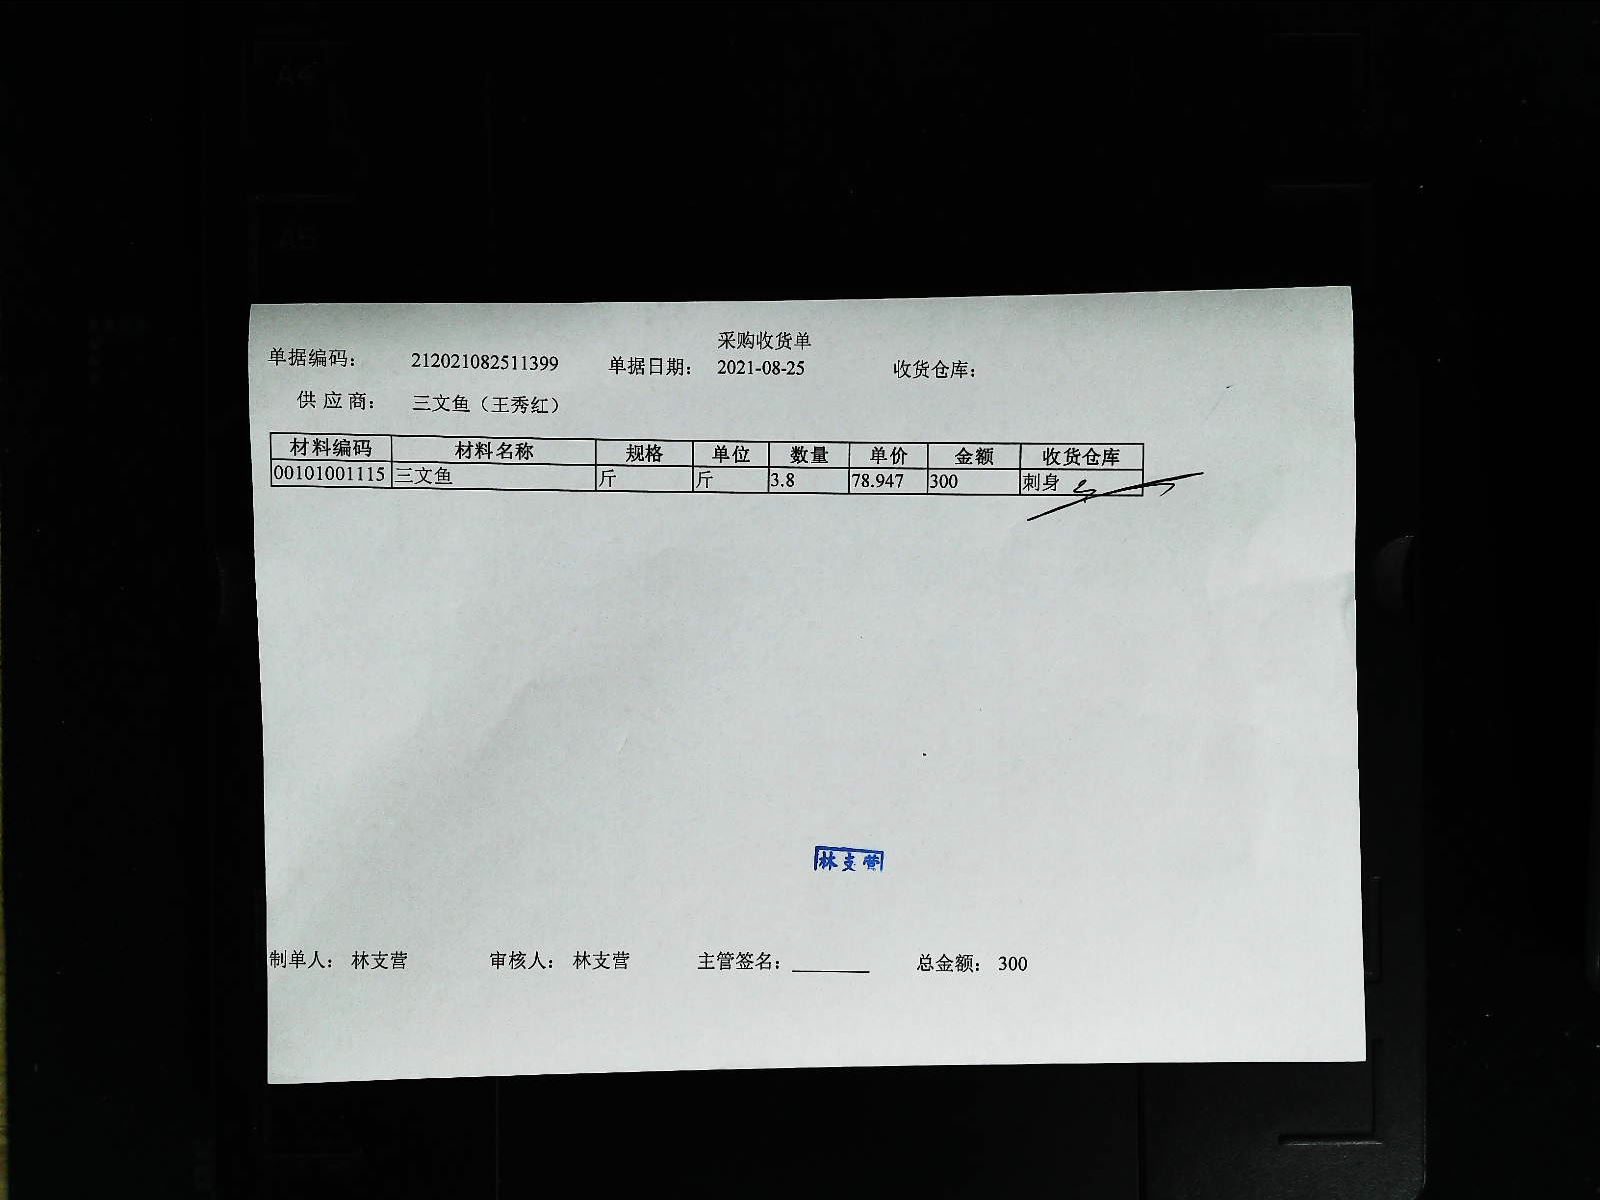 A4
A5
采购收货单
单据编码： 212021082511399 单据日期： 2021-08-25 收货仓库：
供 应 商： 三文鱼（王秀红）
材料编码 材料名称 规格 单位 数量 单价 金额 收货仓库
00101001115 三文鱼 斤 斤 3.8 78.947 300 刺身
林支营
制单人： 林支营 审核人： 林支营 主管签名：________ 总金额： 300